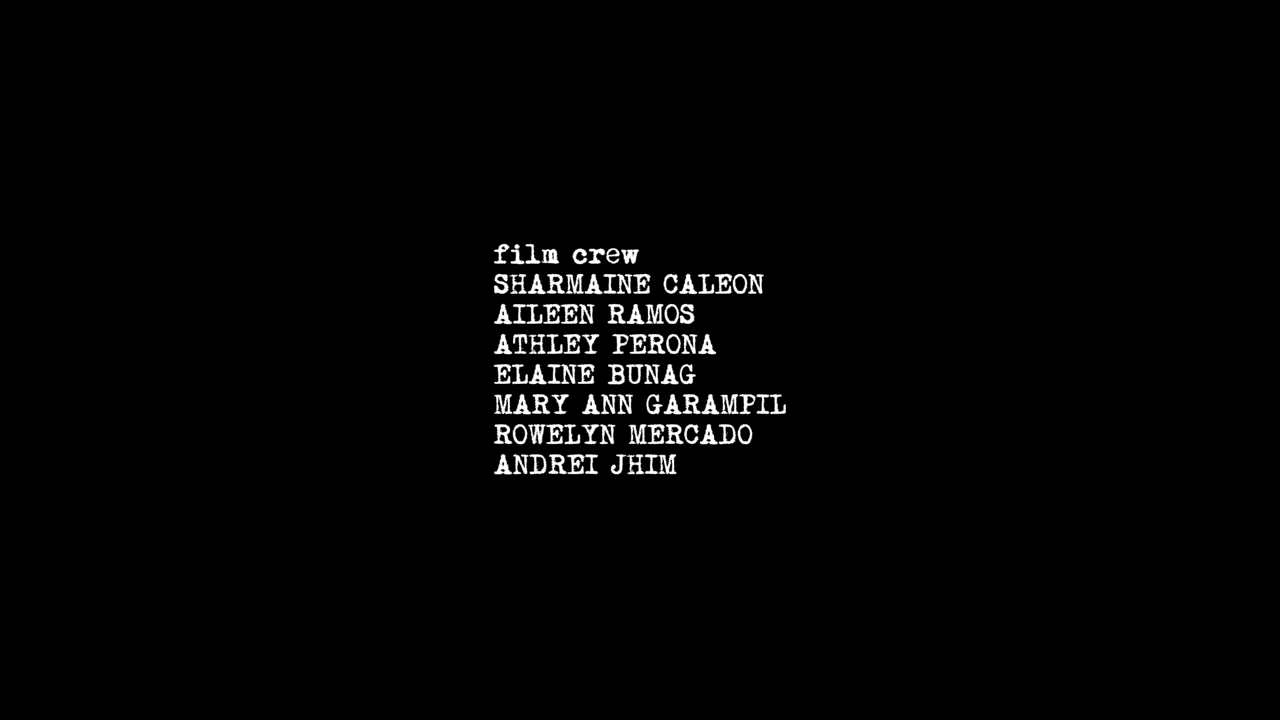 film crew
SHARMAINE CALEON
AILEEN RAMOS
ATHLEY PERONA
ELAINE BUNAG
MARY ANN GARAMPIL
ROWELYN MERCADO
ANDREI JHIM